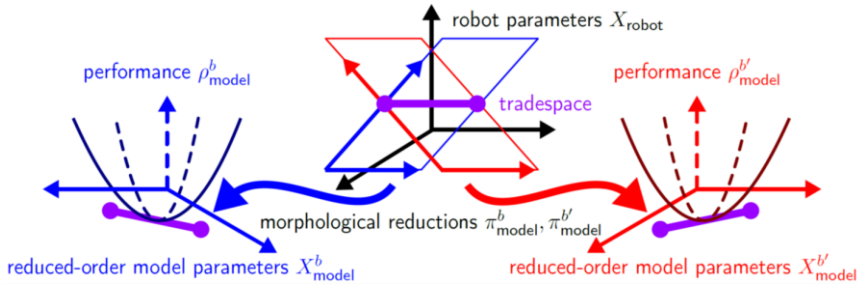 robot parameters X_robot
performance ρ^b_model
performance ρ^b′_model
tradespace
morphological reductions π^b_model, π^b′_model
reduced-order model parameters X^b_model
reduced-order model parameters X^b′_model